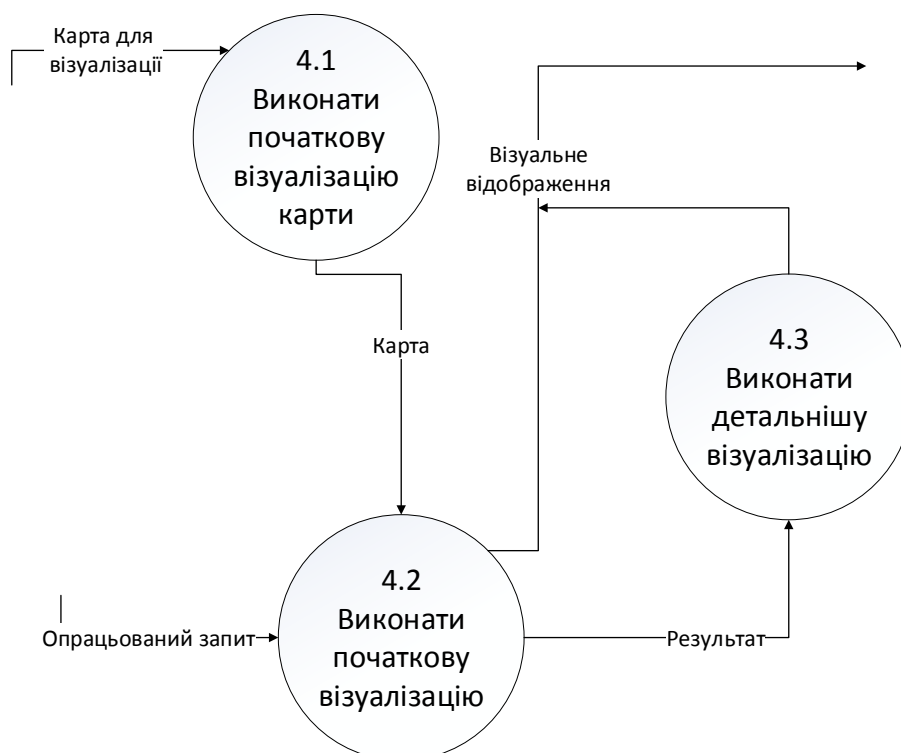 Карта для
візуалізації
4.1
Виконати
початкову
візуалізацію
карти
Візуальне
відображення
Карта
4.3
Виконати
детальнішу
візуалізацію
4.2
Виконати
початкову
візуалізацію
Опрацьований запит
Результат